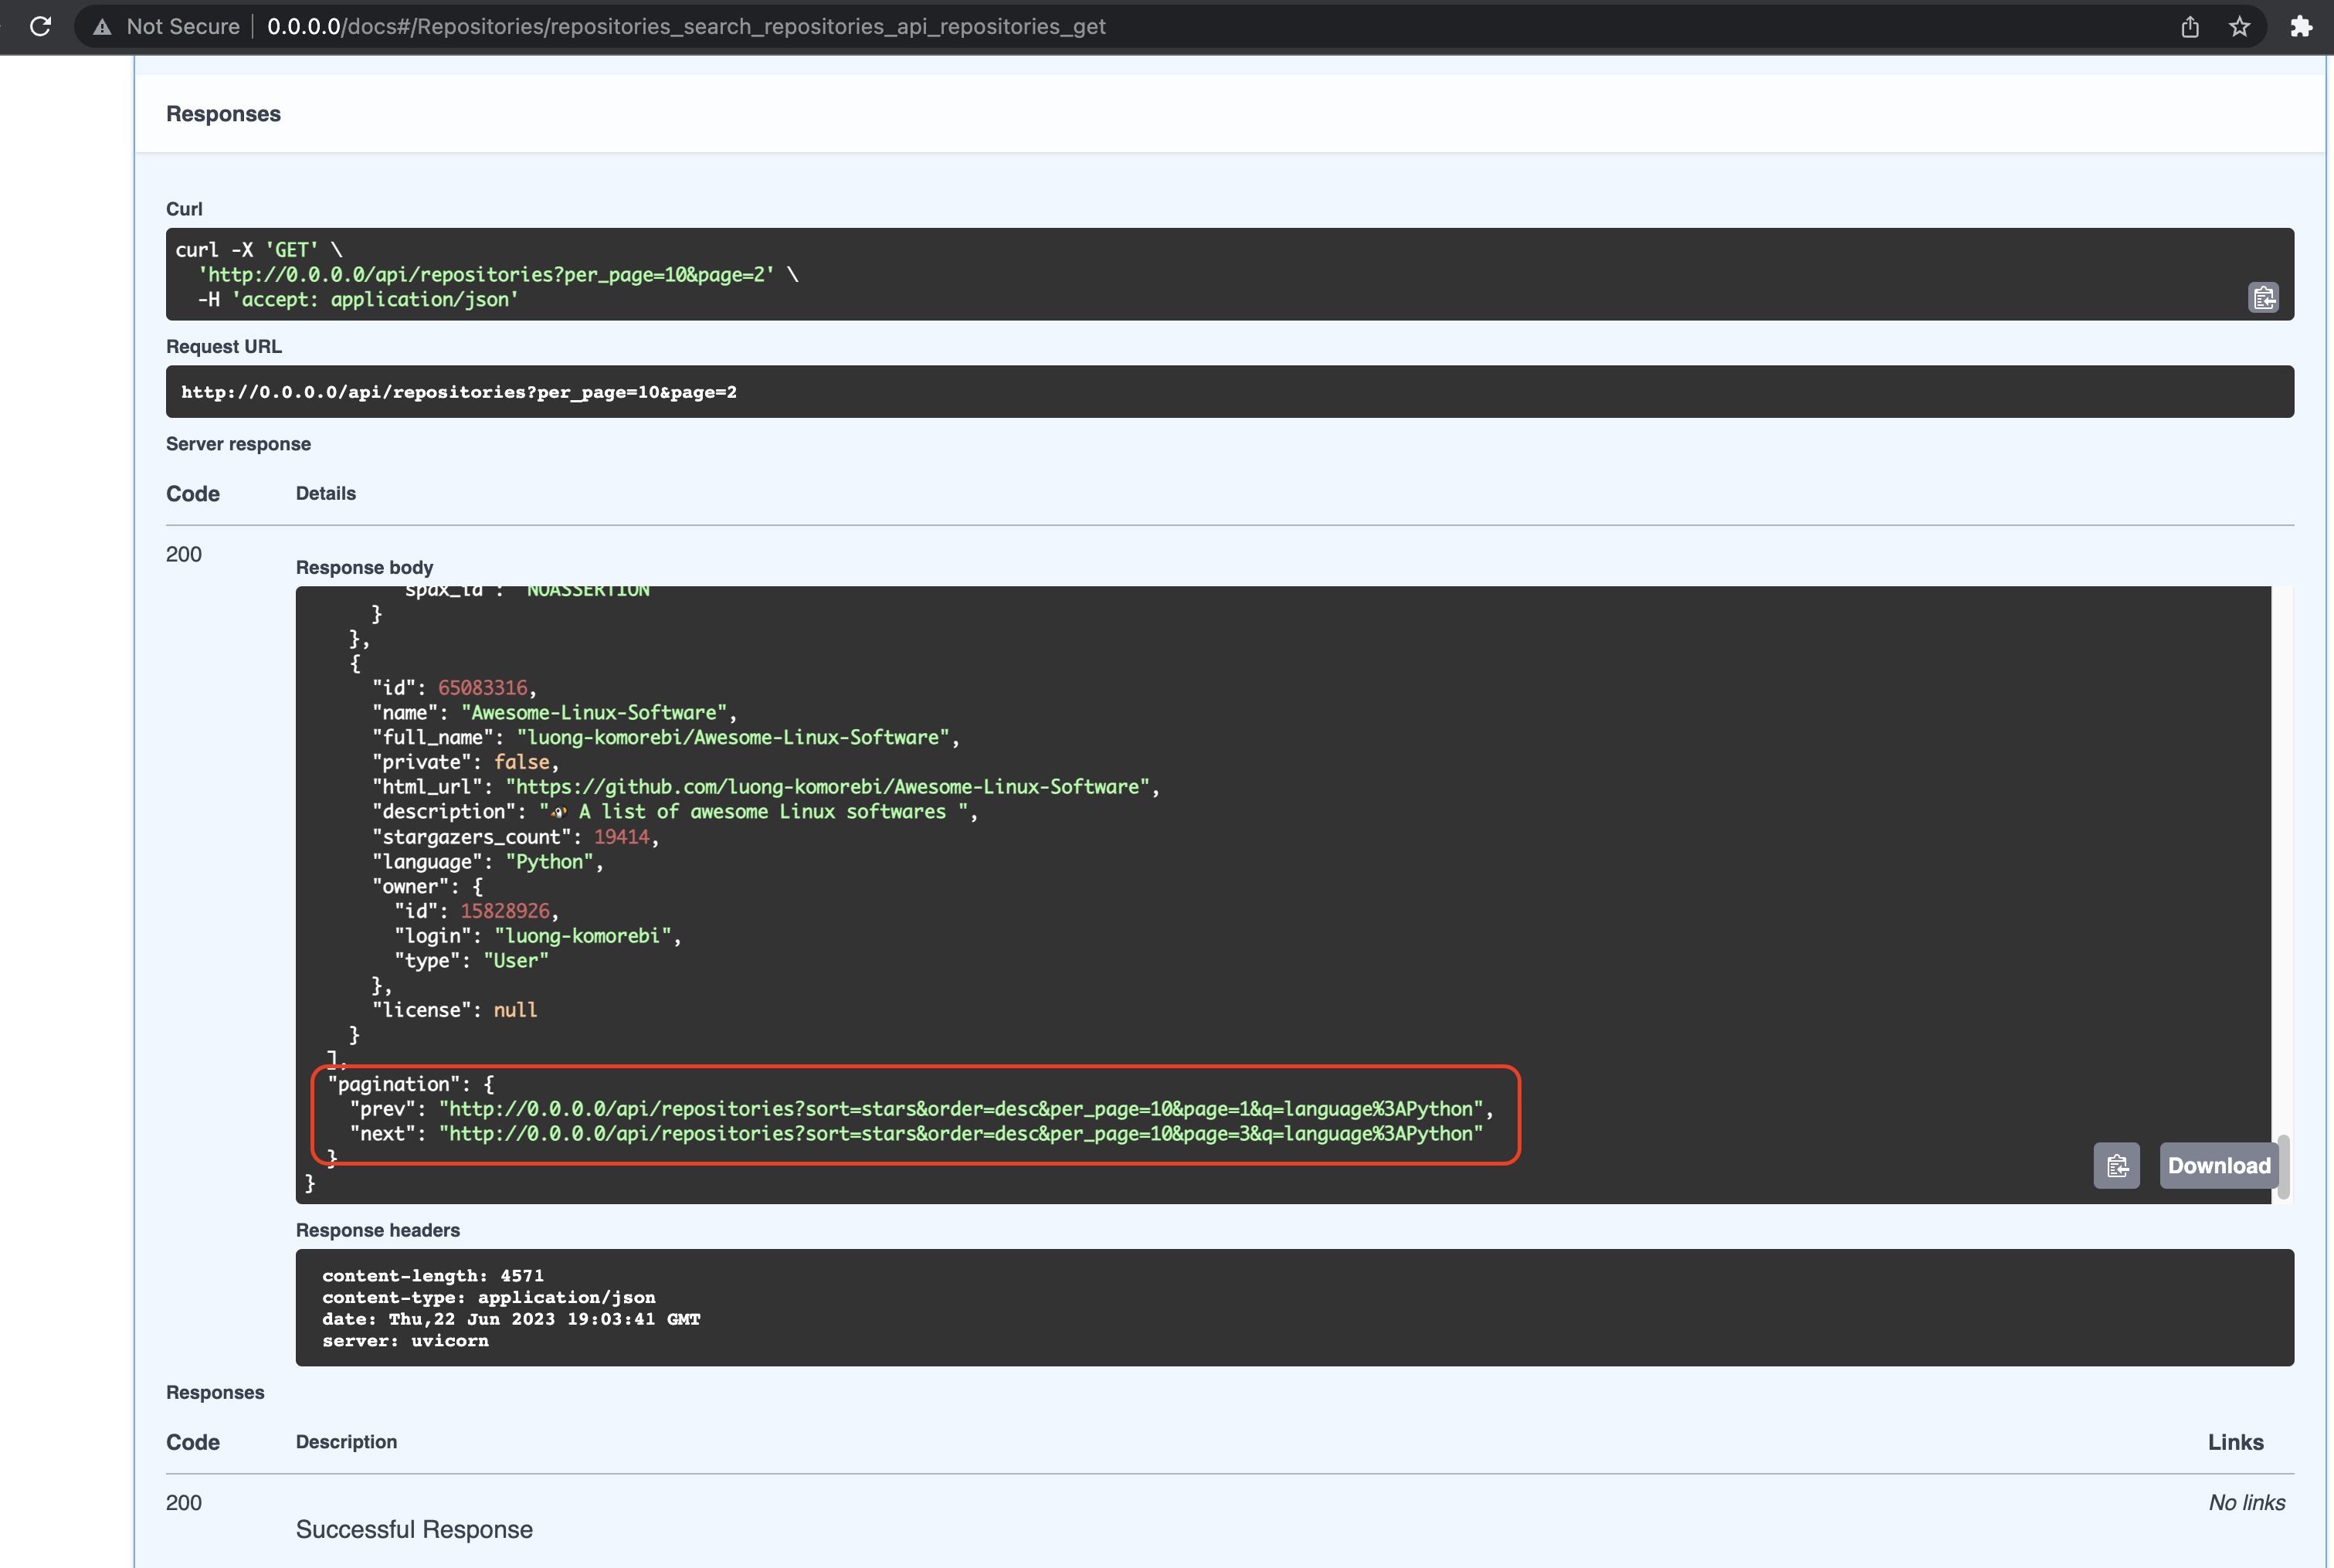 Not Secure 0.0.0.0/docs#/Repositories/repositories_search_repositories_api_repositories_get
Responses
Curl
curl -X 'GET' \
'http://0.0.0.0/api/repositories?per_page=10&page=2' \
-H 'accept: application/json'
Request URL
http://0.0.0.0/api/repositories?per_page=10&page=2
Server response
Code Details
200
Response body
"spdx_id": "NOASSERTION"
}
},
{
"id": 65083316,
"name": "Awesome-Linux-Software",
"full_name": "luong-komorebi/Awesome-Linux-Software",
"private": false,
"html_url": "https://github.com/luong-komorebi/Awesome-Linux-Software",
"description": "🐧 A list of awesome Linux softwares ",
"stargazers_count": 19414,
"language": "Python",
"owner": {
"id": 15828926,
"login": "luong-komorebi",
"type": "User"
},
"license": null
}
],
"pagination": {
"prev": "http://0.0.0.0/api/repositories?sort=stars&order=desc&per_page=10&page=1&q=language%3APython",
"next": "http://0.0.0.0/api/repositories?sort=stars&order=desc&per_page=10&page=3&q=language%3APython"
}
}
Download
Response headers
content-length: 4571
content-type: application/json
date: Thu,22 Jun 2023 19:03:41 GMT
server: uvicorn
Responses
Code Description Links
200 No links
Successful Response